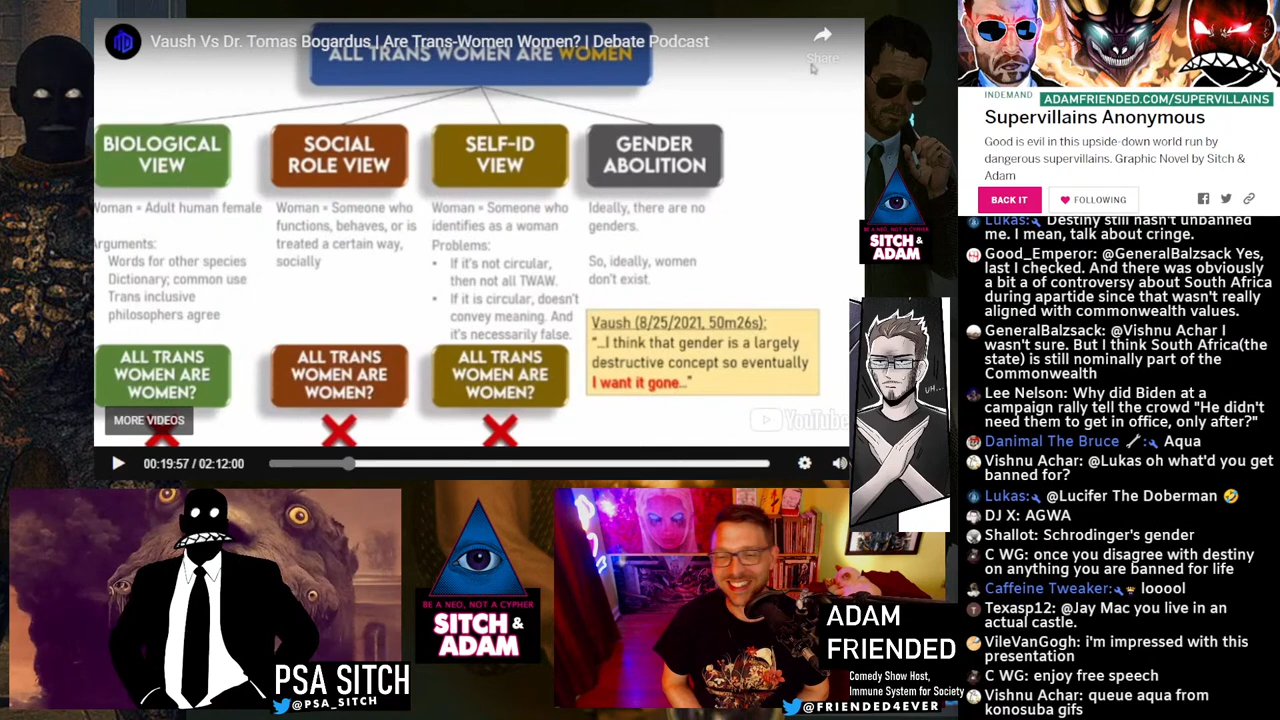 Vaush Vs Dr. Tomas Bogardus | Are Trans-Women Women? | Debate Podcast
Share
ALL TRANS WOMEN ARE WOMEN
BIOLOGICAL
VIEW
Woman = Adult human female
Arguments:
Words for other species
Dictionary; common use
Trans inclusive
philosophers agree
ALL TRANS
WOMEN ARE
WOMEN?
SOCIAL
ROLE VIEW
Woman = Someone who
functions, behaves, or is
treated a certain way,
socially
ALL TRANS
WOMEN ARE
WOMEN?
SELF-ID
VIEW
Woman = Someone who
identifies as a woman
Problems:
• If it's not circular,
then not all TWAW.
• If it is circular, doesn't
convey meaning. And
it's necessarily false.
ALL TRANS
WOMEN ARE
WOMEN?
GENDER
ABOLITION
Ideally, there are no
genders.
So, ideally, women
don't exist.
Vaush (8/25/2021, 50m26s):
"...I think that gender is a largely
destructive concept so eventually
I want it gone..."
MORE VIDEOS
YouTube
00:19:57 / 02:12:00
BE A NEO, NOT A CYPHER
SITCH &
ADAM
UH...
PSA SITCH
@PSA_SITCH
BE A NEO, NOT A CYPHER
SITCH &
ADAM
ADAM
FRIENDED
Comedy Show Host,
Immune System for Society
@FRIENDED4EVER
INDEMAND
ADAMFRIENDED.COM/SUPERVILLAINS
Supervillains Anonymous
Good is evil in this upside-down world run by
dangerous supervillains. Graphic Novel by Sitch &
Adam
BACK IT
FOLLOWING
Lukas: Destiny still hasn't unbanned
me. I mean, talk about cringe.
Good_Emperor: @GeneralBalzsack Yes,
last I checked. And there was obviously
a bit a of controversy about South Africa
during apartide since that wasn't really
aligned with commonwealth values.
GeneralBalzsack: @Vishnu Achar I
wasn't sure. But I think South Africa(the
state) is still nominally part of the
Commonwealth
Lee Nelson: Why did Biden at a
campaign rally tell the crowd "He didn't
need them to get in office, only after?"
Danimal The Bruce : Aqua
Vishnu Achar: @Lukas oh what'd you get
banned for?
Lukas: @Lucifer The Doberman 🤣
DJ X: AGWA
Shallot: Schrodinger's gender
C WG: once you disagree with destiny
on anything you are banned for life
Caffeine Tweaker: looool
Texasp12: @Jay Mac you live in an
actual castle.
VileVanGogh: i'm impressed with this
presentation
C WG: enjoy free speech
Vishnu Achar: queue aqua from
konosuba gifs